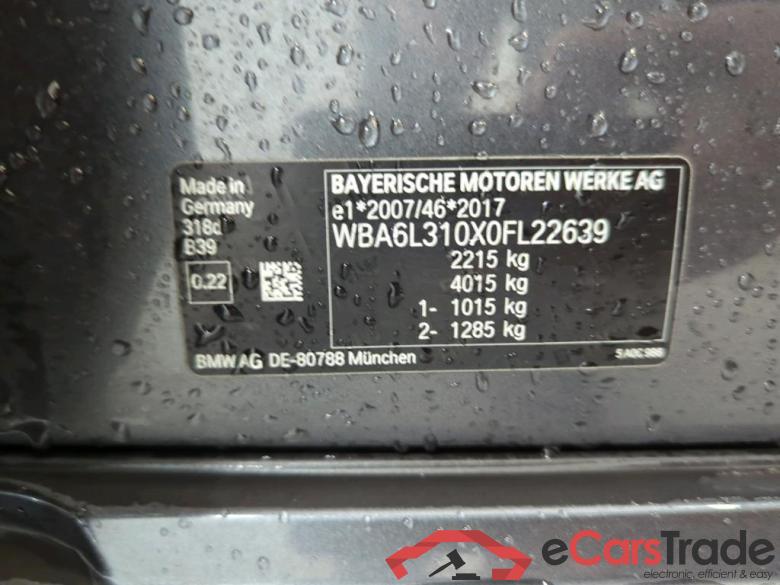 Made in
Germany
318d
B39
0.22
BAYERISCHE MOTOREN WERKE AG
e1*2007/46*2017
WBA6L310X0FL22639
2215 kg
4015 kg
1- 1015 kg
2- 1285 kg
BMW AG DE-80788 München
eCarsTrade
electronic, efficient & easy